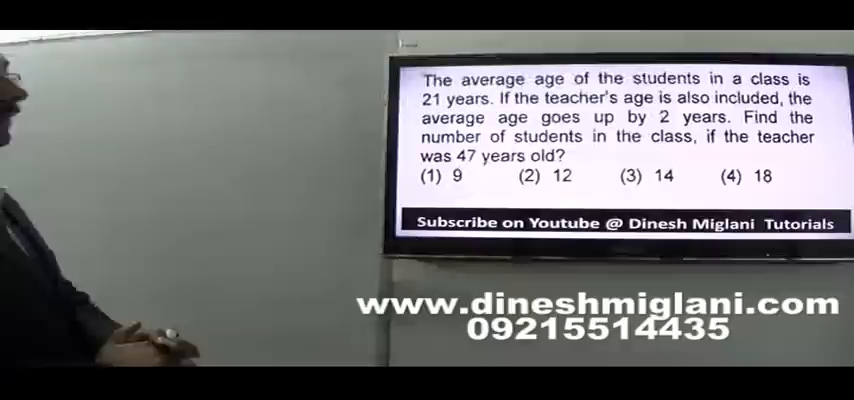 The average age of the students in a class is
21 years. If the teacher's age is also included, the
average age goes up by 2 years. Find the
number of students in the class, if the teacher
was 47 years old?
(1) 9 (2) 12 (3) 14 (4) 18
Subscribe on Youtube @ Dinesh Miglani Tutorials
www.dineshmiglani.com
09215514435